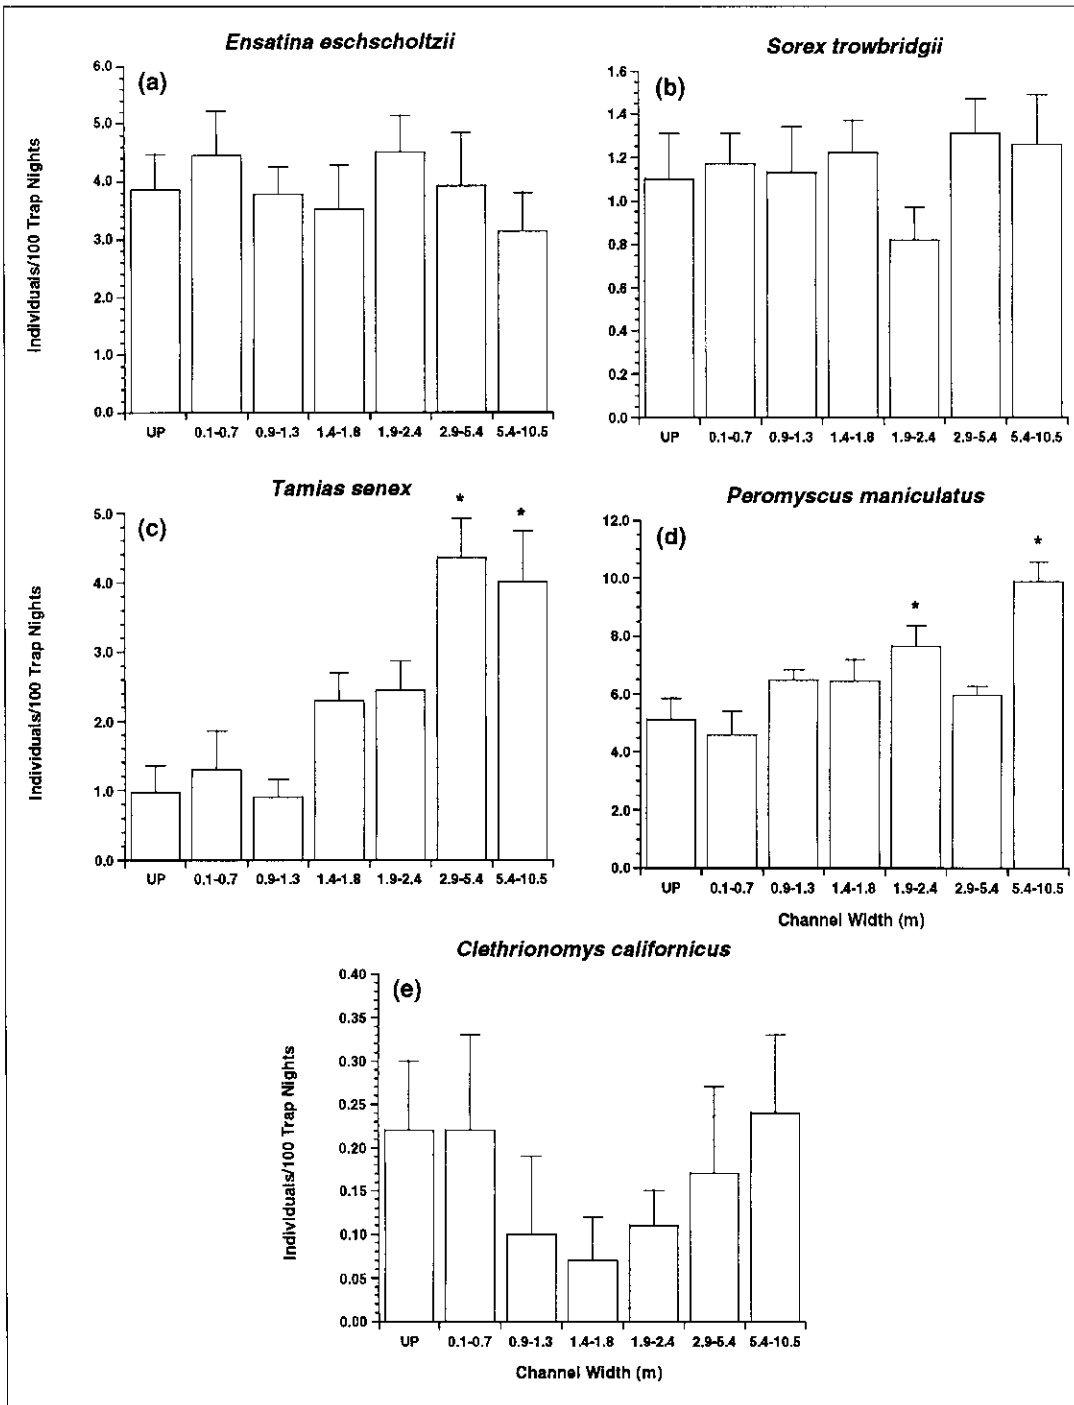 Ensatina eschscholtzii
(a)
Individuals/100 Trap Nights
6.0
5.0
4.0
3.0
2.0
1.0
0.0
UP 0.1-0.7 0.9-1.3 1.4-1.8 1.9-2.4 2.9-5.4 5.4-10.5
Sorex trowbridgii
(b)
1.6
1.4
1.2
1.0
0.8
0.6
0.4
0.2
0.0
UP 0.1-0.7 0.9-1.3 1.4-1.8 1.9-2.4 2.9-5.4 5.4-10.5
Tamias senex
(c)
Individuals/100 Trap Nights
5.0
4.0
3.0
2.0
1.0
0.0
* *
UP 0.1-0.7 0.9-1.3 1.4-1.8 1.9-2.4 2.9-5.4 5.4-10.5
Peromyscus maniculatus
(d)
12.0
10.0
8.0
6.0
4.0
2.0
0.0
* *
UP 0.1-0.7 0.9-1.3 1.4-1.8 1.9-2.4 2.9-5.4 5.4-10.5
Channel Width (m)
Clethrionomys californicus
(e)
Individuals/100 Trap Nights
0.40
0.35
0.30
0.25
0.20
0.15
0.10
0.05
0.00
UP 0.1-0.7 0.9-1.3 1.4-1.8 1.9-2.4 2.9-5.4 5.4-10.5
Channel Width (m)